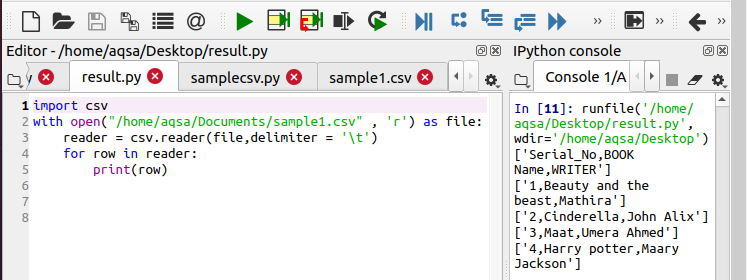 Editor - /home/aqsa/Desktop/result.py
IPython console
result.py
samplecsv.py
sample1.csv
Console 1/A
1 import csv
2 with open("/home/aqsa/Documents/sample1.csv" , 'r') as file:
3 reader = csv.reader(file,delimiter = '\t')
4 for row in reader:
5 print(row)
6
7
8
In [11]: runfile('/home/
aqsa/Desktop/result.py',
wdir='/home/aqsa/Desktop')
['Serial_No,BOOK
Name,WRITER']
['1,Beauty and the
beast,Mathira']
['2,Cinderella,John Alix']
['3,Maat,Umera Ahmed']
['4,Harry potter,Maary
Jackson']